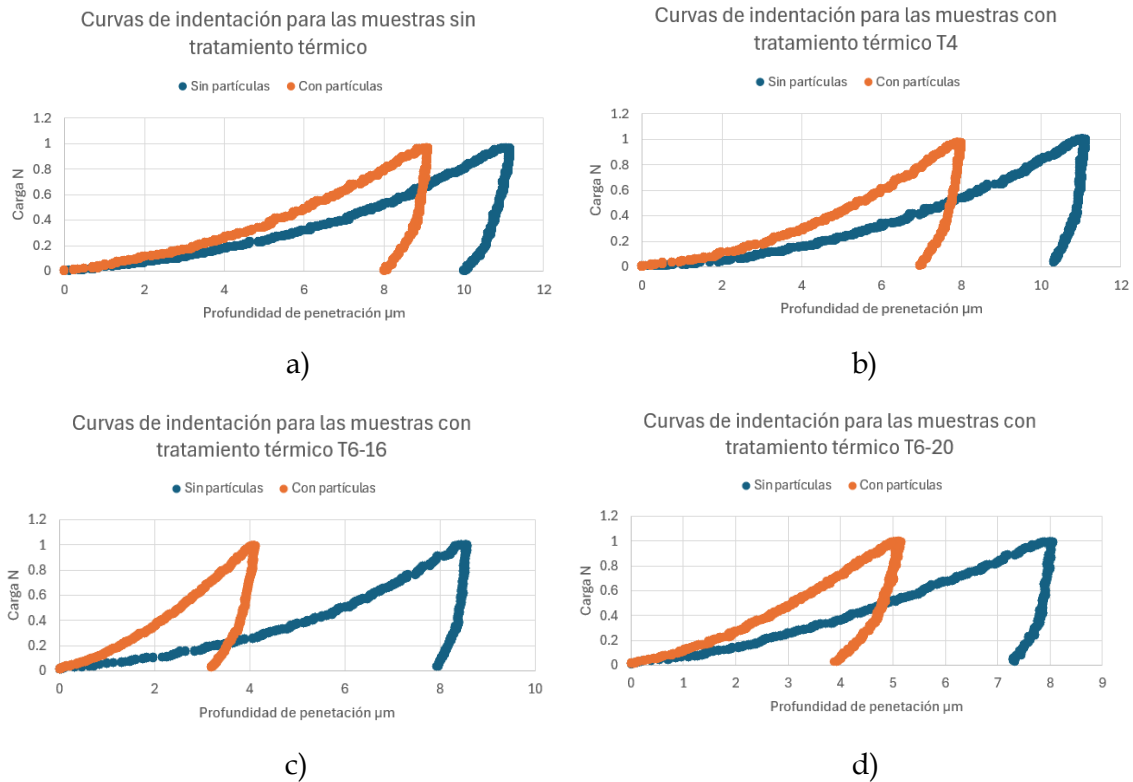 Curvas de indentación para las muestras sin
tratamiento térmico
Sin partículas Con partículas
1.2
1
0.8
0.6
0.4
0.2
0
Carga N
0 2 4 6 8 10 12
Profundidad de penetración µm
a)
Curvas de indentación para las muestras con
tratamiento térmico T4
Sin partículas Con partículas
1.2
1
0.8
0.6
0.4
0.2
0
Carga N
0 2 4 6 8 10 12
Profundidad de prenetación µm
b)
Curvas de indentación para las muestras con
tratamiento térmico T6-16
Sin partículas Con partículas
1.2
1
0.8
0.6
0.4
0.2
0
Carga N
0 2 4 6 8 10
Profundidad de penetación µm
c)
Curvas de indentación para las muestras con
tratamiento térmico T6-20
Sin partículas Con partículas
1.2
1
0.8
0.6
0.4
0.2
0
Carga N
0 1 2 3 4 5 6 7 8 9
Profundidad de penetación µm
d)